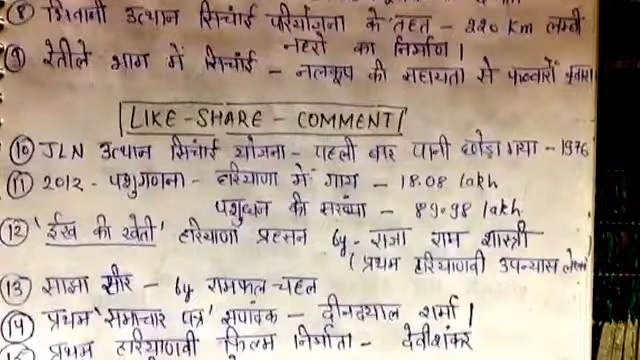 ⑧ सिवानी उत्थान सिंचाई परियोजना के तहत - 220 Km लम्बी
नहरों का निर्माण।
⑨ रेतीले भाग में सिंचाई - नलकूप की सहायता से फव्वारों द्वारा
LIKE-SHARE-COMMENT
⑩ JLN उत्थान सिंचाई योजना - पहली बार पानी छोड़ा गया - 1976
⑪ 2012 - पशुगणना - हरियाणा में गाय - 18.08 lakh
पशुधन की संख्या - 89.98 lakh
⑫ 'ईख की खेती' हरियाणा प्रहसन by - राजा राम शास्त्री
(प्रथम हरियाणवी उपन्यास लेखक
⑬ साझा सीर - by रामफल चहल
⑭ प्रथम 'समाचार पत्र' संपादक - दीनदयाल शर्मा।
प्रथम हरियाणवी फिल्म निर्माता - देवीशंकर